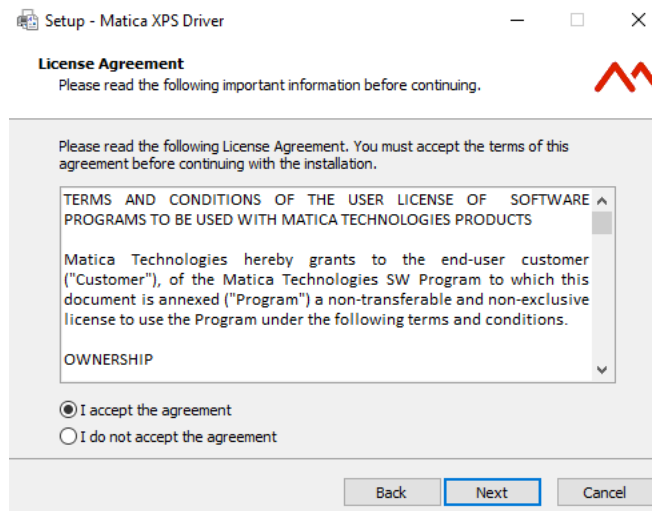 Setup - Matica XPS Driver
License Agreement
Please read the following important information before continuing.
Please read the following License Agreement. You must accept the terms of this
agreement before continuing with the installation.
TERMS AND CONDITIONS OF THE USER LICENSE OF SOFTWARE
PROGRAMS TO BE USED WITH MATICA TECHNOLOGIES PRODUCTS
Matica Technologies hereby grants to the end-user customer
("Customer"), of the Matica Technologies SW Program to which this
document is annexed ("Program") a non-transferable and non-exclusive
license to use the Program under the following terms and conditions.
OWNERSHIP
I accept the agreement
I do not accept the agreement
Back Next Cancel